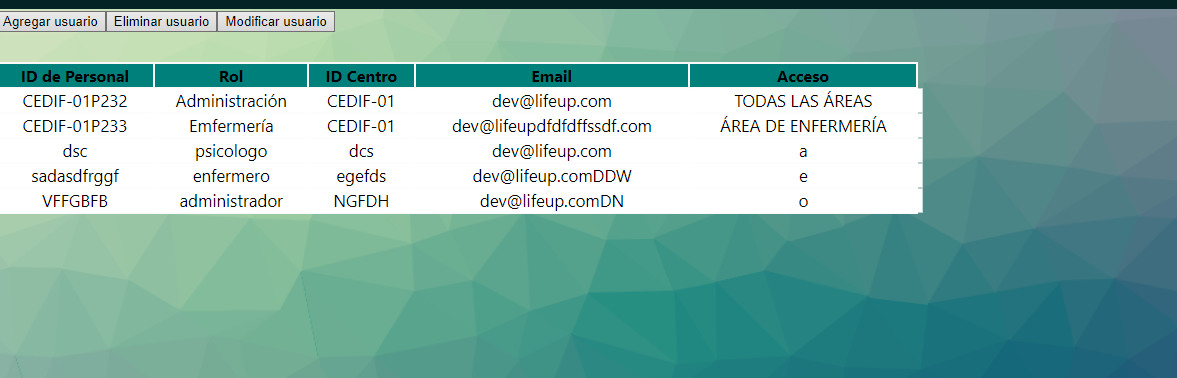 Agregar usuario Eliminar usuario Modificar usuario
ID de Personal Rol ID Centro Email Acceso
CEDIF-01P232 Administración CEDIF-01 dev@lifeup.com TODAS LAS ÁREAS
CEDIF-01P233 Emfermería CEDIF-01 dev@lifeupdfdfdffssdf.com ÁREA DE ENFERMERÍA
dsc psicologo dcs dev@lifeup.com a
sadasdfrggf enfermero egefds dev@lifeup.comDDW e
VFFGBFB administrador NGFDH dev@lifeup.comDN o